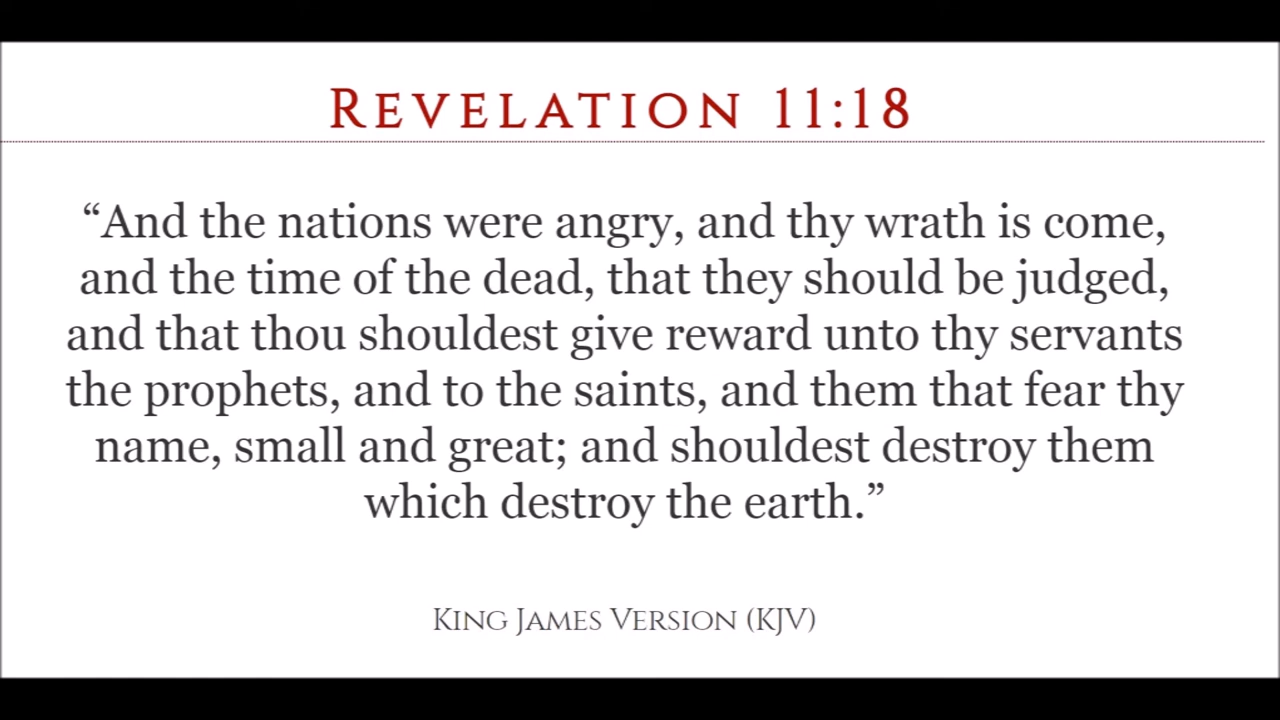 Revelation 11:18
“And the nations were angry, and thy wrath is come,
and the time of the dead, that they should be judged,
and that thou shouldest give reward unto thy servants
the prophets, and to the saints, and them that fear thy
name, small and great; and shouldest destroy them
which destroy the earth.”
King James Version (KJV)